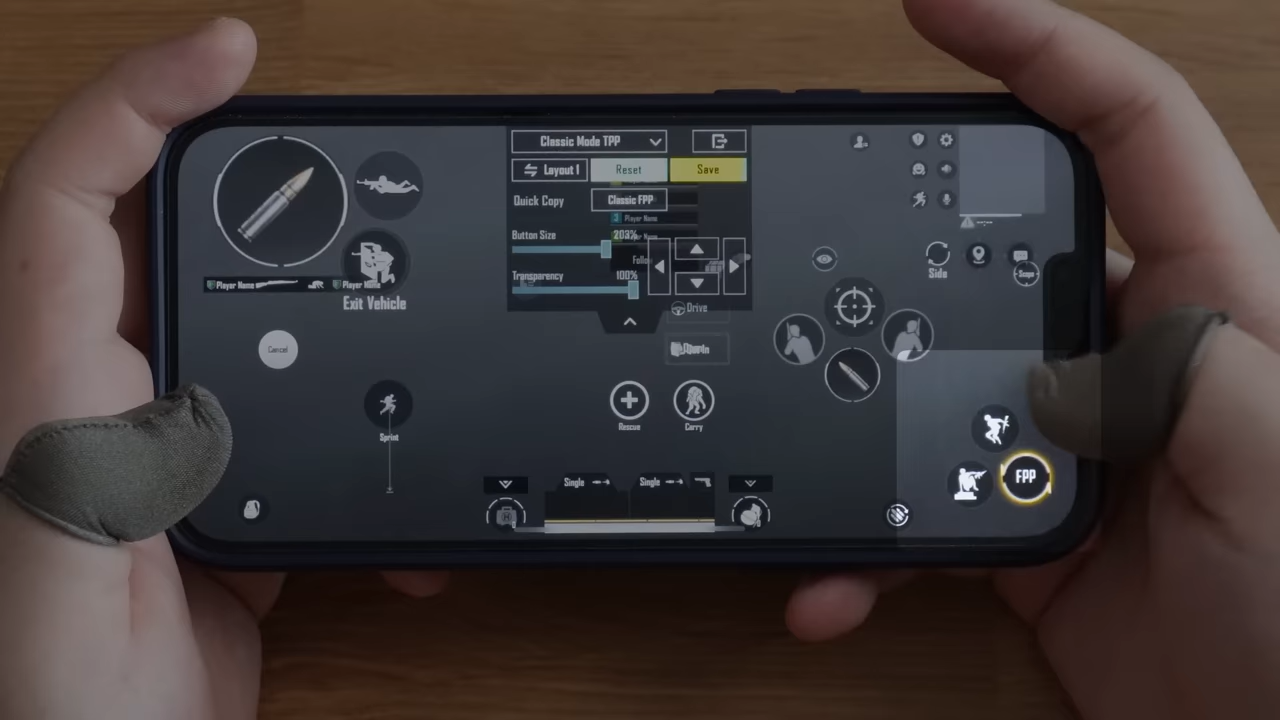 Classic Mode TPP
Layout 1
Reset
Save
Quick Copy
Classic FPP
Player Name
Button Size
203%
Transparency
100%
Player Name
Exit Vehicle
Side
Scope
Drive
Cancel
Rescue
Carry
Sprint
FPP
Single
Single